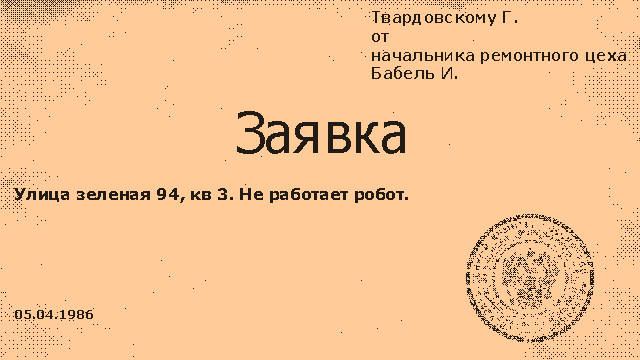 Твардовскому Г.
от
начальника ремонтного цеха
Бабель И.
Заявка
Улица зеленая 94, кв 3. Не работает робот.
05.04.1986